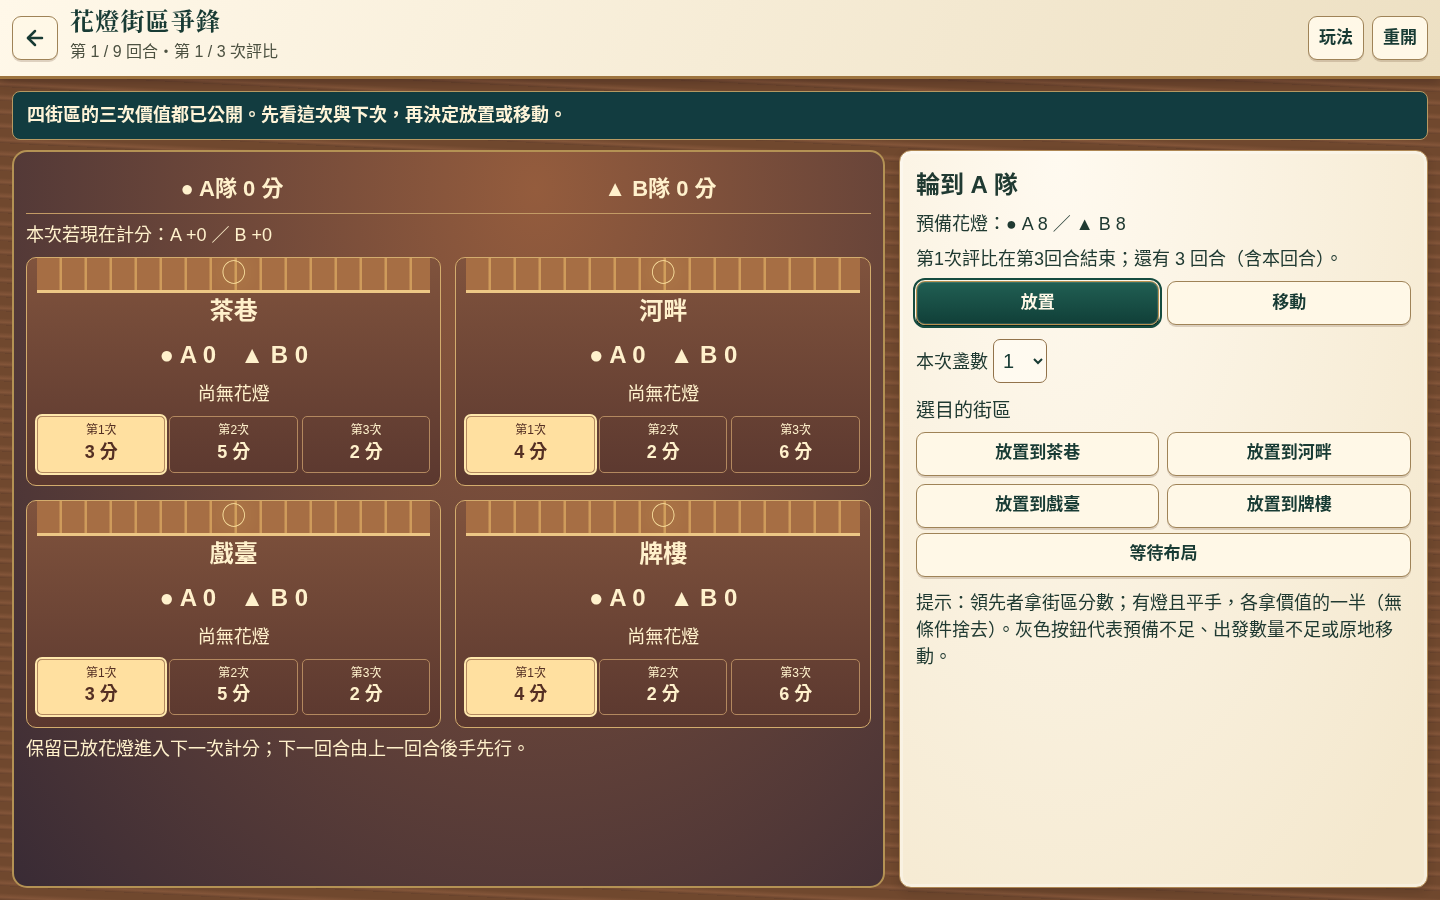 花燈街區爭鋒
第 1 / 9 回合・第 1 / 3 次評比
玩法
重開
四街區的三次價值都已公開。先看這次與下次，再決定放置或移動。
● A隊 0 分
▲ B隊 0 分
本次若現在計分：A +0 ／ B +0
茶巷
● A 0 ▲ B 0
尚無花燈
第1次
3 分
第2次
5 分
第3次
2 分
河畔
● A 0 ▲ B 0
尚無花燈
第1次
4 分
第2次
2 分
第3次
6 分
戲臺
● A 0 ▲ B 0
尚無花燈
第1次
3 分
第2次
5 分
第3次
2 分
牌樓
● A 0 ▲ B 0
尚無花燈
第1次
4 分
第2次
2 分
第3次
6 分
保留已放花燈進入下一次計分；下一回合由上一回合後手先行。
輪到 A 隊
預備花燈：● A 8 ／ ▲ B 8
第1次評比在第3回合結束；還有 3 回合（含本回合）。
放置
移動
本次盞數 1
選目的街區
放置到茶巷
放置到河畔
放置到戲臺
放置到牌樓
等待布局
提示：領先者拿街區分數；有燈且平手，各拿價值的一半（無
條件捨去）。灰色按鈕代表預備不足、出發數量不足或原地移
動。